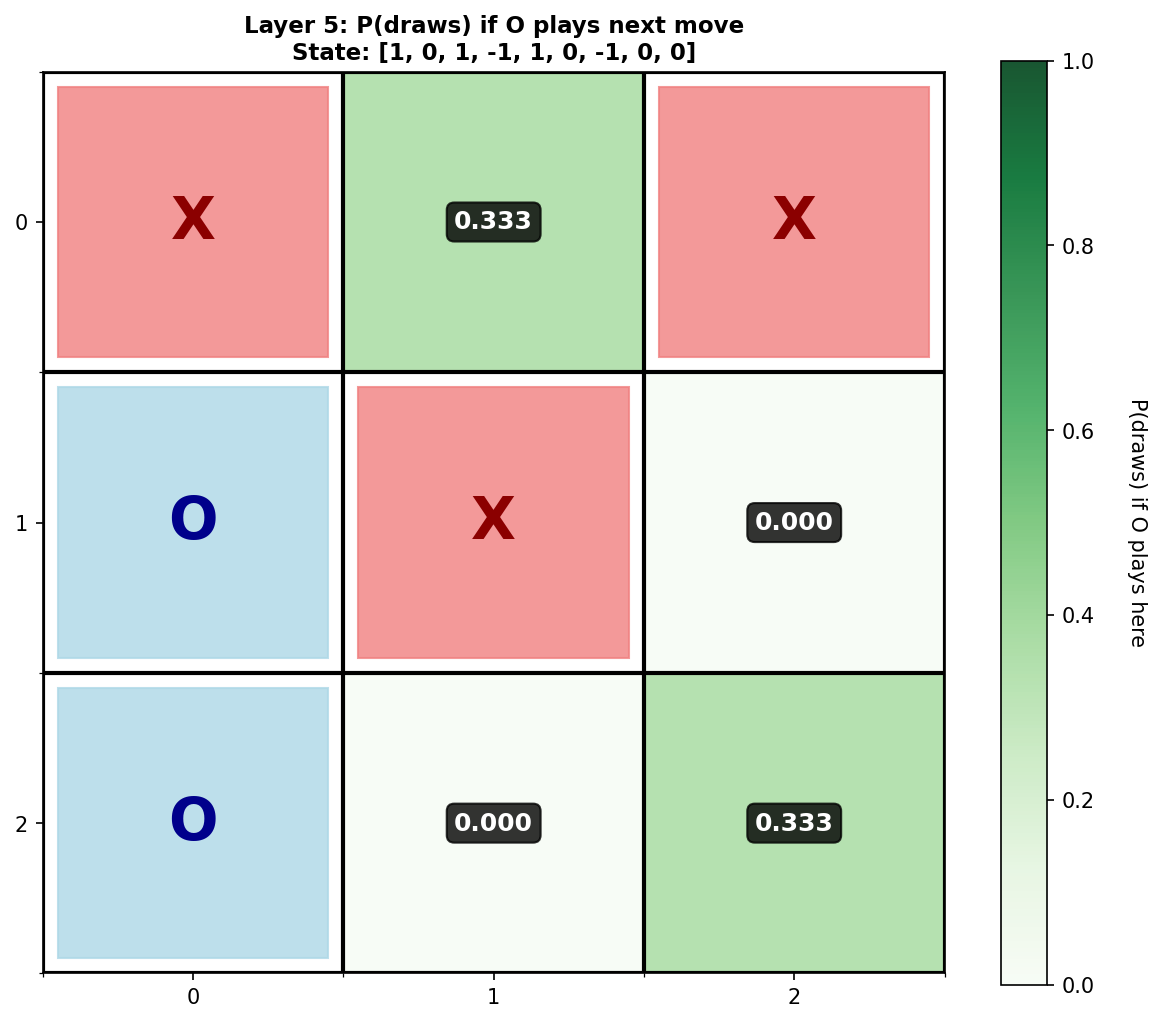 Layer 5: P(draws) if O plays next move
State: [1, 0, 1, -1, 1, 0, -1, 0, 0]
X
0.333
X
O
X
0.000
O
0.000
0.333
0
1
2
0
1
2
1.0
0.8
0.6
0.4
0.2
0.0
P(draws) if O plays here